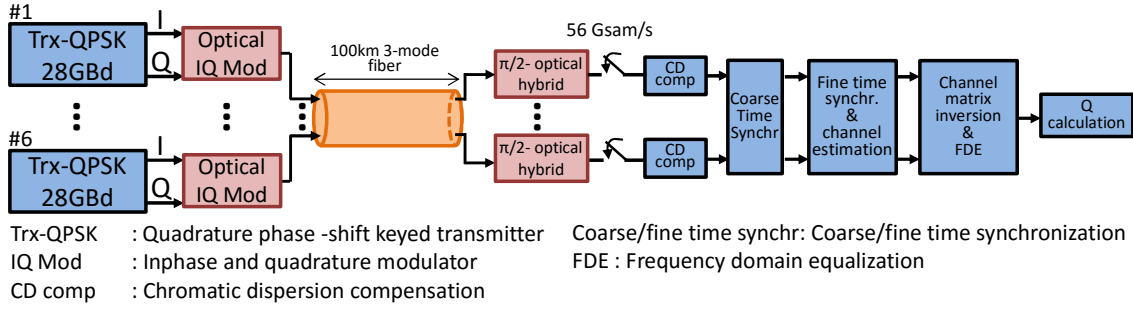 #1
Trx-QPSK
28GBd
I
Q
Optical
IQ Mod
#6
Trx-QPSK
28GBd
I
Q
Optical
IQ Mod
100km 3-mode
fiber
π/2- optical
hybrid
π/2- optical
hybrid
56 Gsam/s
CD
comp
CD
comp
Coarse
Time
Synchr
Fine time
synchr.
&
channel
estimation
Channel
matrix
inversion
&
FDE
Q
calculation
Trx-QPSK : Quadrature phase -shift keyed transmitter
IQ Mod : Inphase and quadrature modulator
CD comp : Chromatic dispersion compensation
Coarse/fine time synchr: Coarse/fine time synchronization
FDE : Frequency domain equalization